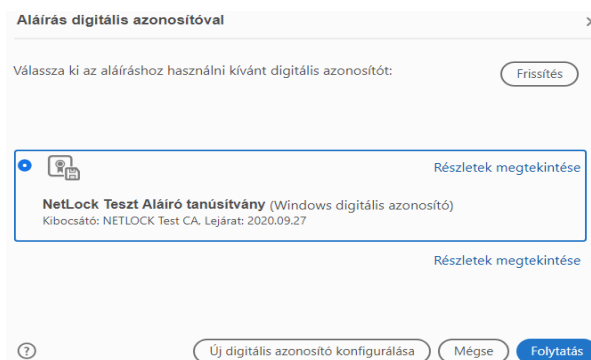 Aláírás digitális azonosítóval
Válassza ki az aláíráshoz használni kívánt digitális azonosítót:
Frissítés
Részletek megtekintése
NetLock Teszt Aláíró tanúsítvány (Windows digitális azonosító)
Kibocsátó: NETLOCK Test CA, Lejárat: 2020.09.27
Részletek megtekintése
Új digitális azonosító konfigurálása
Mégse
Folytatás